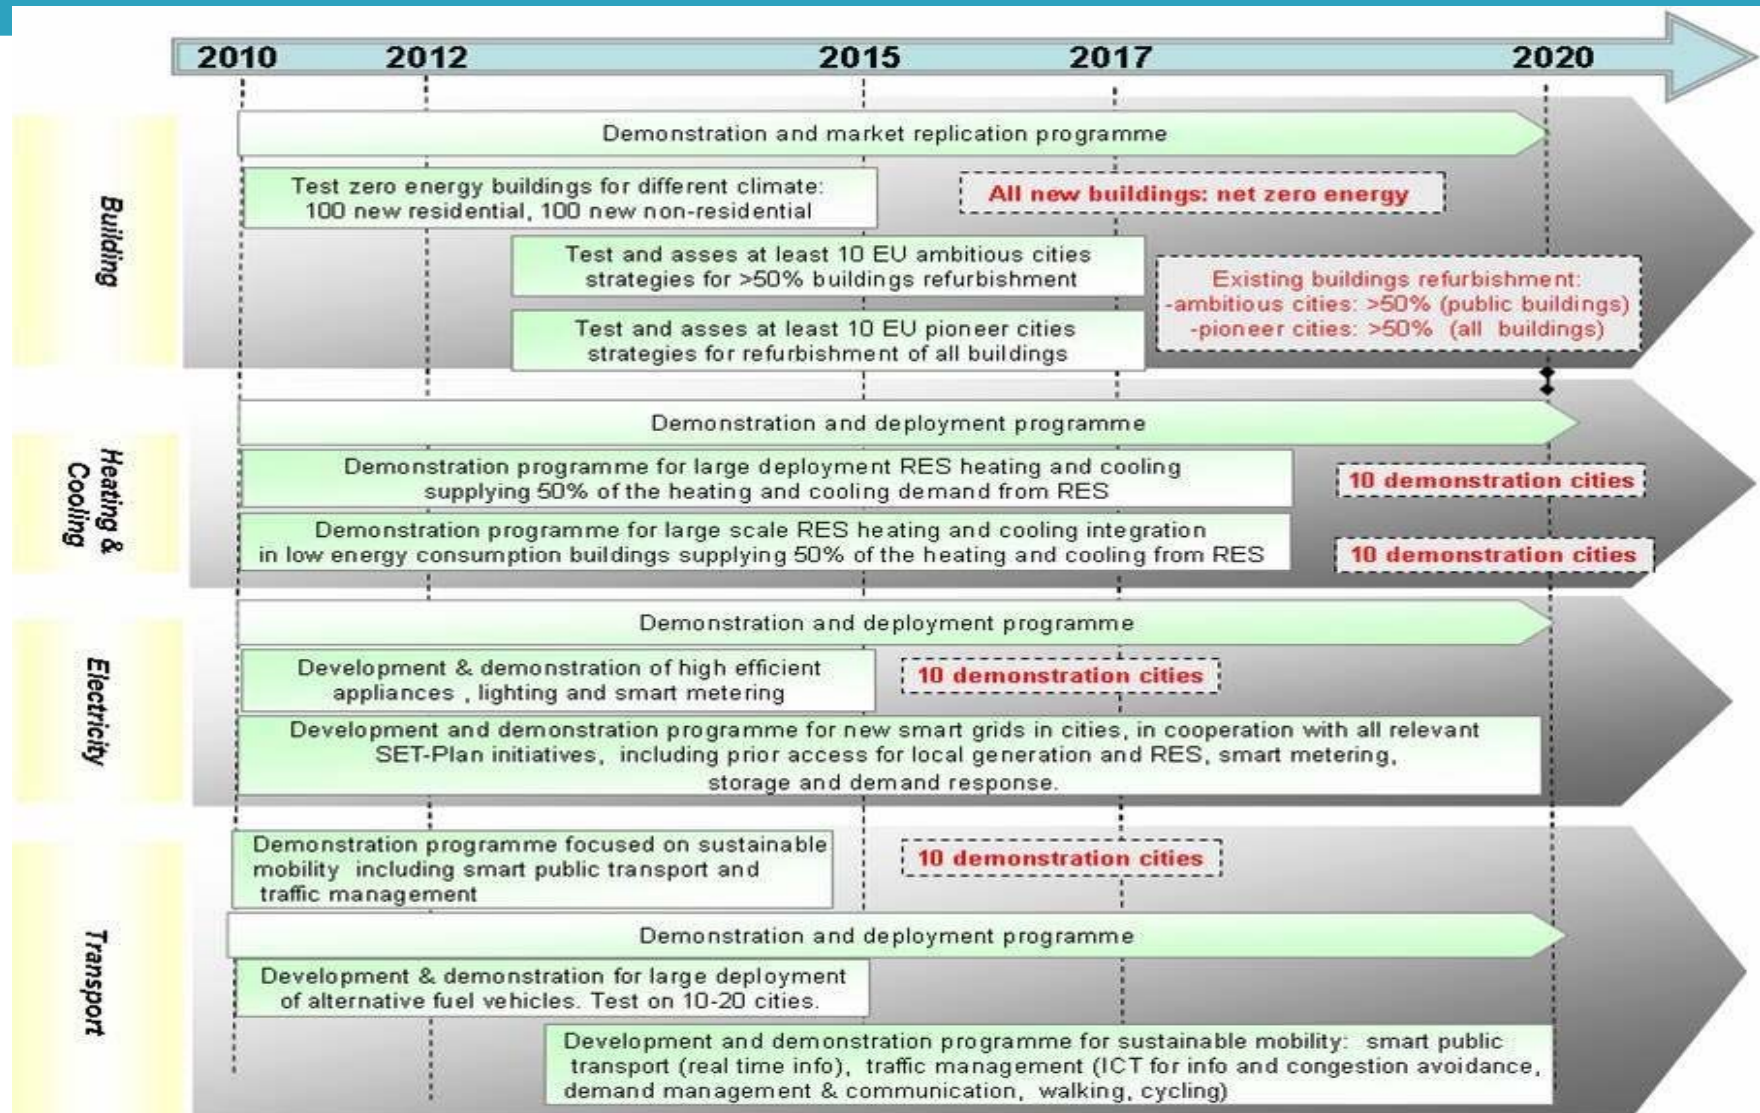 2010 2012 2015 2017 2020
Building
Demonstration and market replication programme
Test zero energy buildings for different climate:
100 new residential, 100 new non-residential
All new buildings: net zero energy
Test and asses at least 10 EU ambitious cities
strategies for >50% buildings refurbishment
Existing buildings refurbishment:
-ambitious cities: >50% (public buildings)
-pioneer cities: >50% (all buildings)
Test and asses at least 10 EU pioneer cities
strategies for refurbishment of all buildings
Heating &
Cooling
Demonstration and deployment programme
Demonstration programme for large deployment RES heating and cooling
supplying 50% of the heating and cooling demand from RES
10 demonstration cities
Demonstration programme for large scale RES heating and cooling integration
in low energy consumption buildings supplying 50% of the heating and cooling from RES
10 demonstration cities
Electricity
Demonstration and deployment programme
Development & demonstration of high efficient
appliances , lighting and smart metering
10 demonstration cities
Development and demonstration programme for new smart grids in cities, in cooperation with all relevant
SET-Plan initiatives, including prior access for local generation and RES, smart metering,
storage and demand response.
Transport
Demonstration programme focused on sustainable
mobility including smart public transport and
traffic management
10 demonstration cities
Demonstration and deployment programme
Development & demonstration for large deployment
of alternative fuel vehicles. Test on 10-20 cities.
Development and demonstration programme for sustainable mobility: smart public
transport (real time info), traffic management (ICT for info and congestion avoidance,
demand management & communication, walking, cycling)